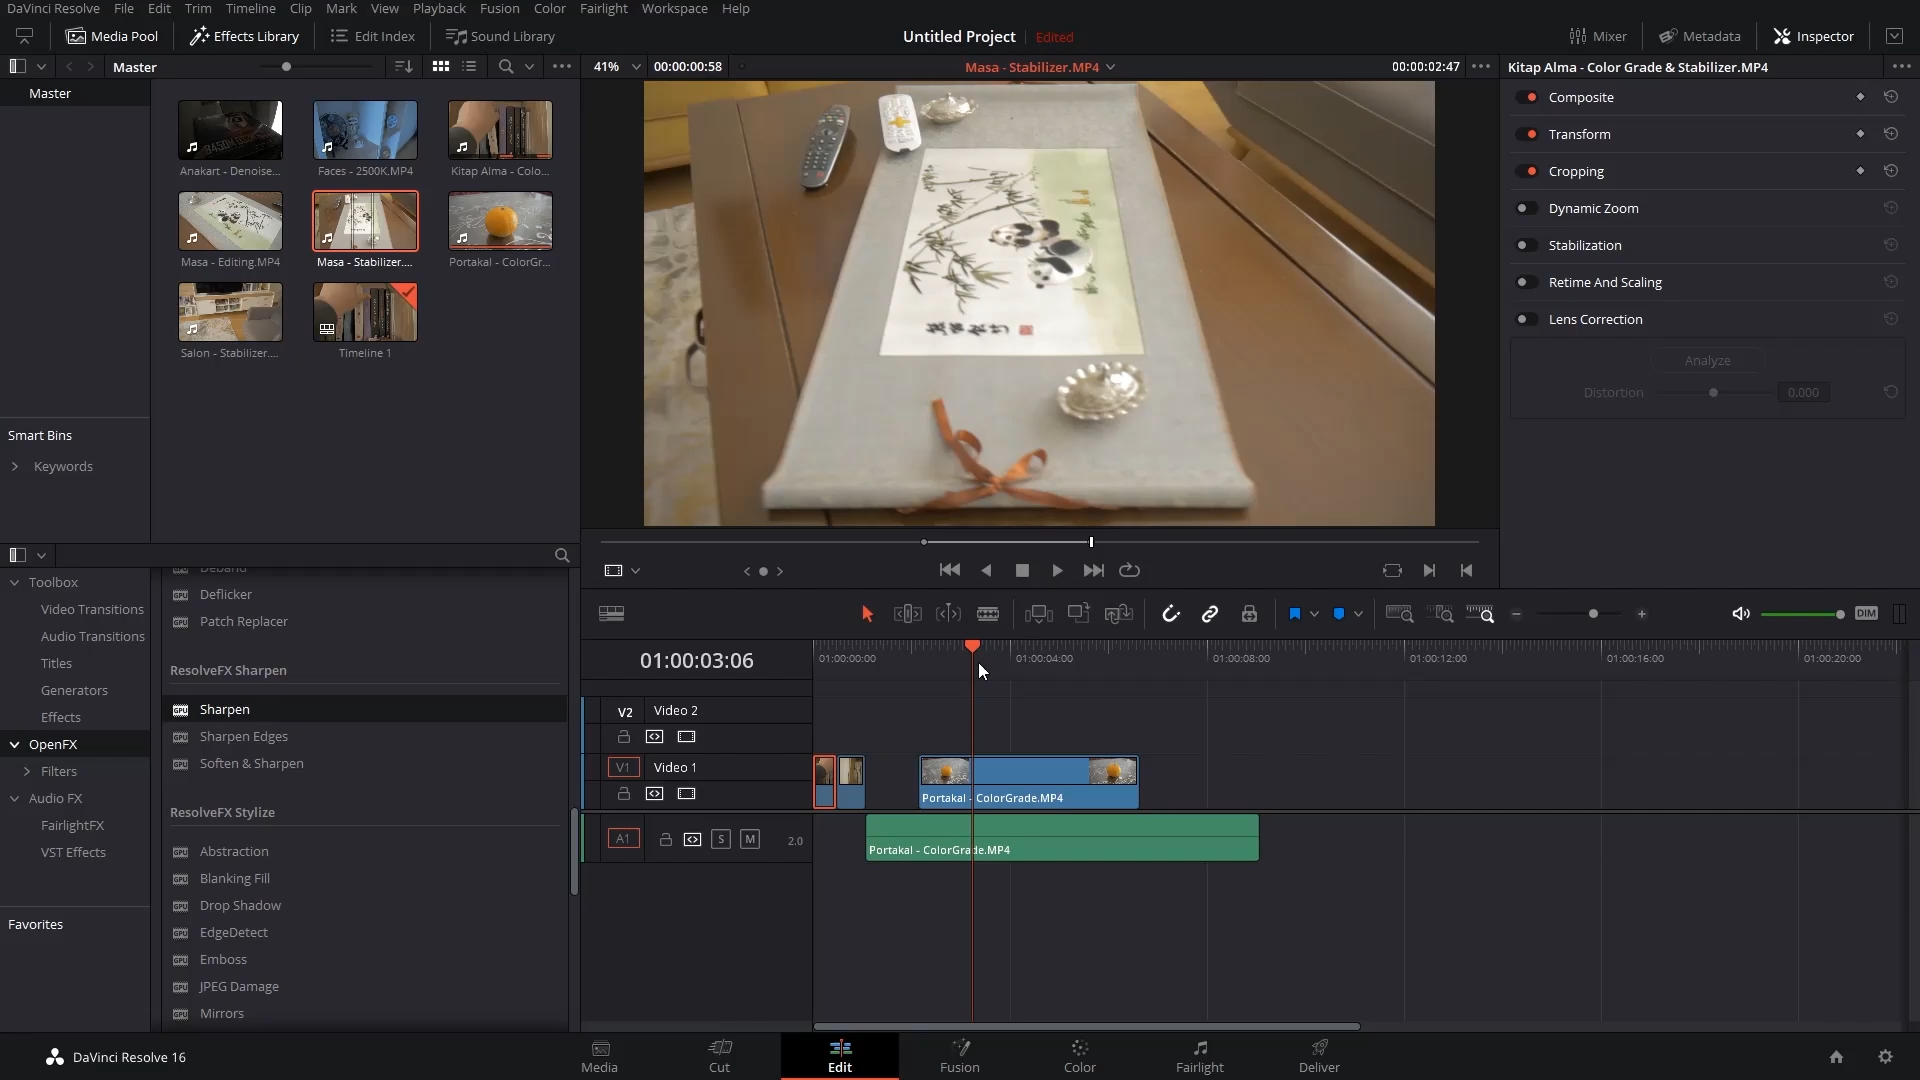 DaVinci Resolve File Edit Trim Timeline Clip Mark View Playback Fusion Color Fairlight Workspace Help
Media Pool Effects Library Edit Index Sound Library Untitled Project Edited Mixer Metadata Inspector
Master 41% 00:00:00:58 Masa - Stabilizer.MP4 00:00:02:47 Kitap Alma - Color Grade & Stabilizer.MP4
Master
Anakart - Denoise... Faces - 2500K.MP4 Kitap Alma - Colo...
Masa - Editing.MP4 Masa - Stabilizer.... Portakal - ColorGr...
Salon - Stabilizer.... Timeline 1
Smart Bins
Keywords
Composite
Transform
Cropping
Dynamic Zoom
Stabilization
Retime And Scaling
Lens Correction
Analyze
Distortion 0.000
Toolbox
Video Transitions
Audio Transitions
Titles
Generators
Effects
OpenFX
Filters
Audio FX
FairlightFX
VST Effects
Favorites
Deband
Deflicker
Patch Replacer
ResolveFX Sharpen
Sharpen
Sharpen Edges
Soften & Sharpen
ResolveFX Stylize
Abstraction
Blanking Fill
Drop Shadow
EdgeDetect
Emboss
JPEG Damage
Mirrors
DIM
01:00:03:06 01:00:00:00 01:00:04:00 01:00:08:00 01:00:12:00 01:00:16:00 01:00:20:00
V2 Video 2
V1 Video 1
Portakal - ColorGrade.MP4
A1 S M 2.0
Portakal - ColorGrade.MP4
DaVinci Resolve 16 Media Cut Edit Fusion Color Fairlight Deliver